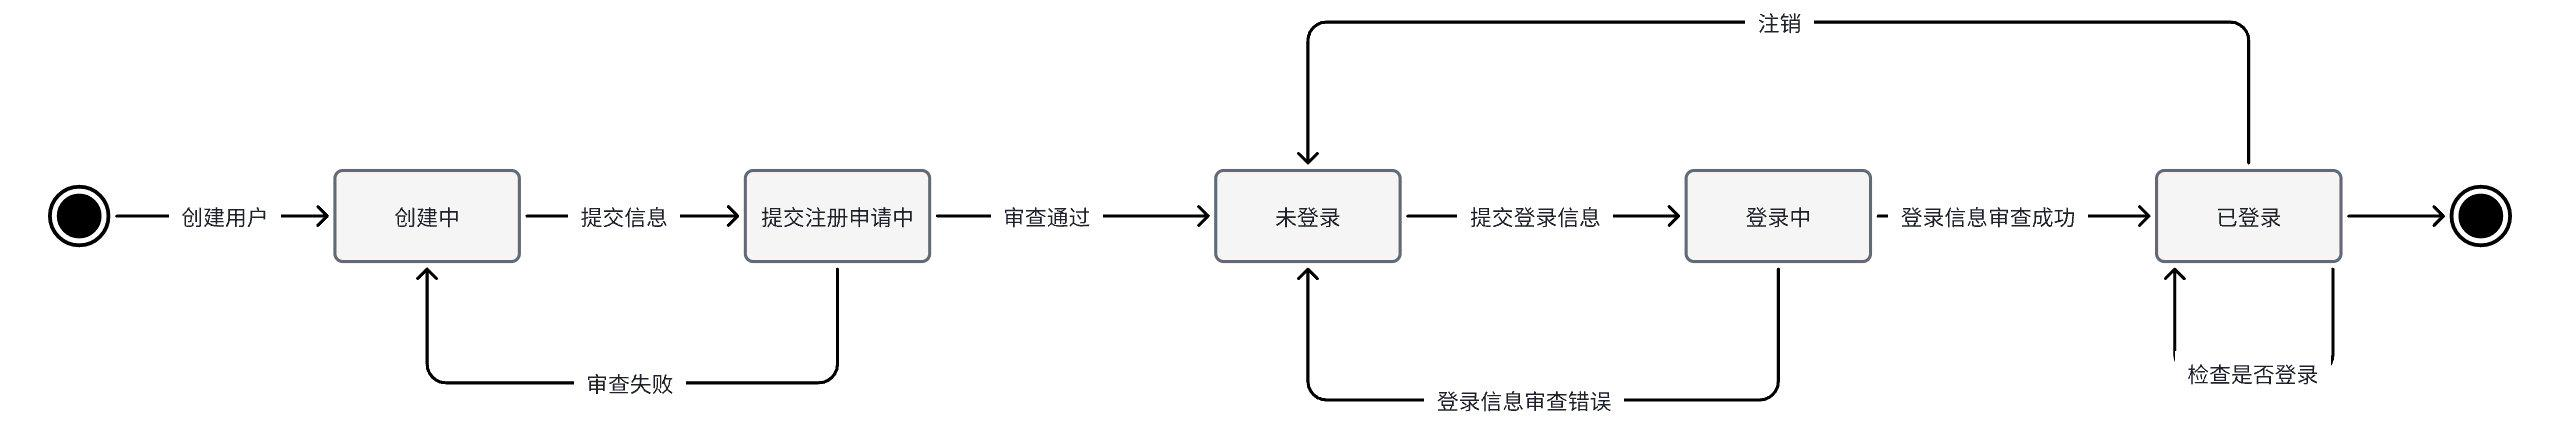 注销
创建用户
创建中
提交信息
提交注册申请中
审查通过
未登录
提交登录信息
登录中
登录信息审查成功
已登录
审查失败
登录信息审查错误
检查是否登录